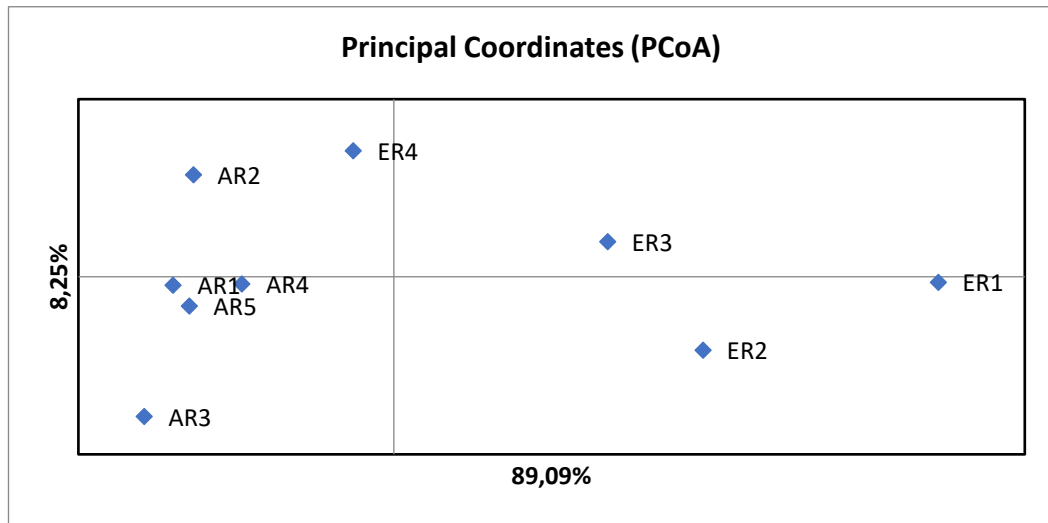 Principal Coordinates (PCoA)
ER4
AR2
ER3
8,25%
AR1
AR4
ER1
AR5
ER2
AR3
89,09%